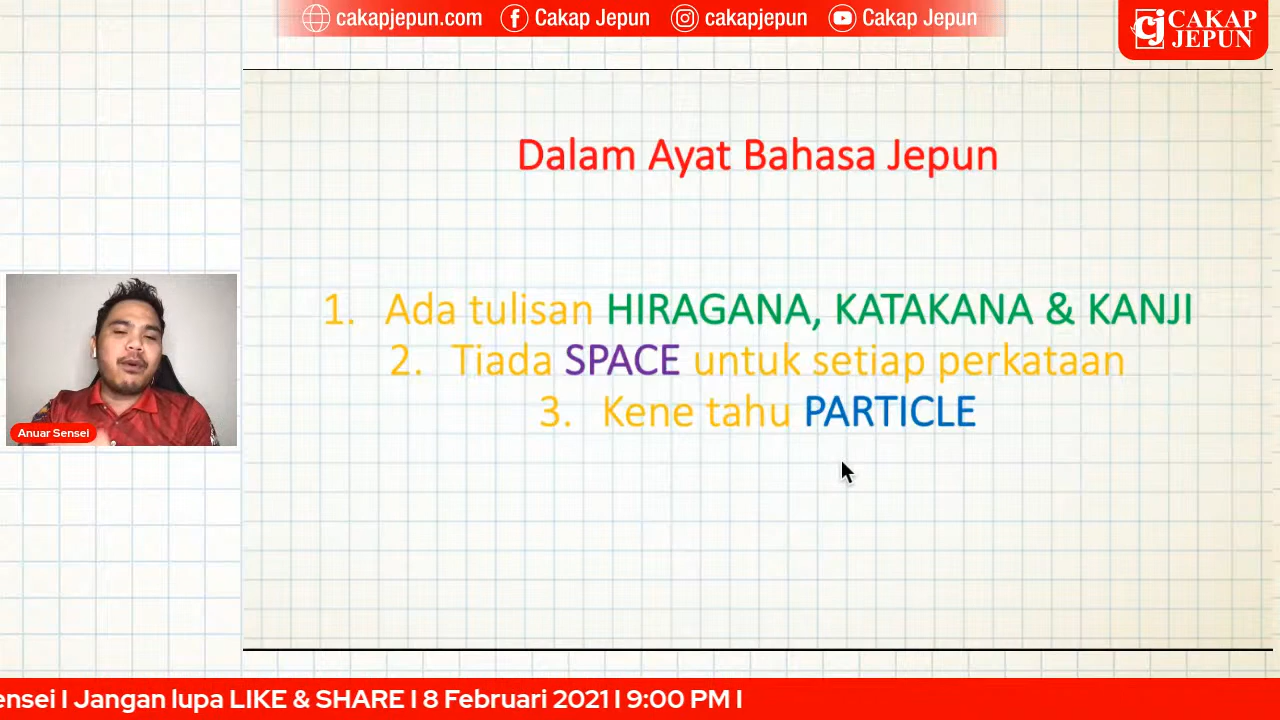 cakapjepun.com Cakap Jepun cakapjepun Cakap Jepun
CAKAP
JEPUN
Dalam Ayat Bahasa Jepun
1. Ada tulisan HIRAGANA, KATAKANA & KANJI
2. Tiada SPACE untuk setiap perkataan
3. Kene tahu PARTICLE
Anuar Sensei
ensei I Jangan lupa LIKE & SHARE I 8 Februari 2021 I 9:00 PM I